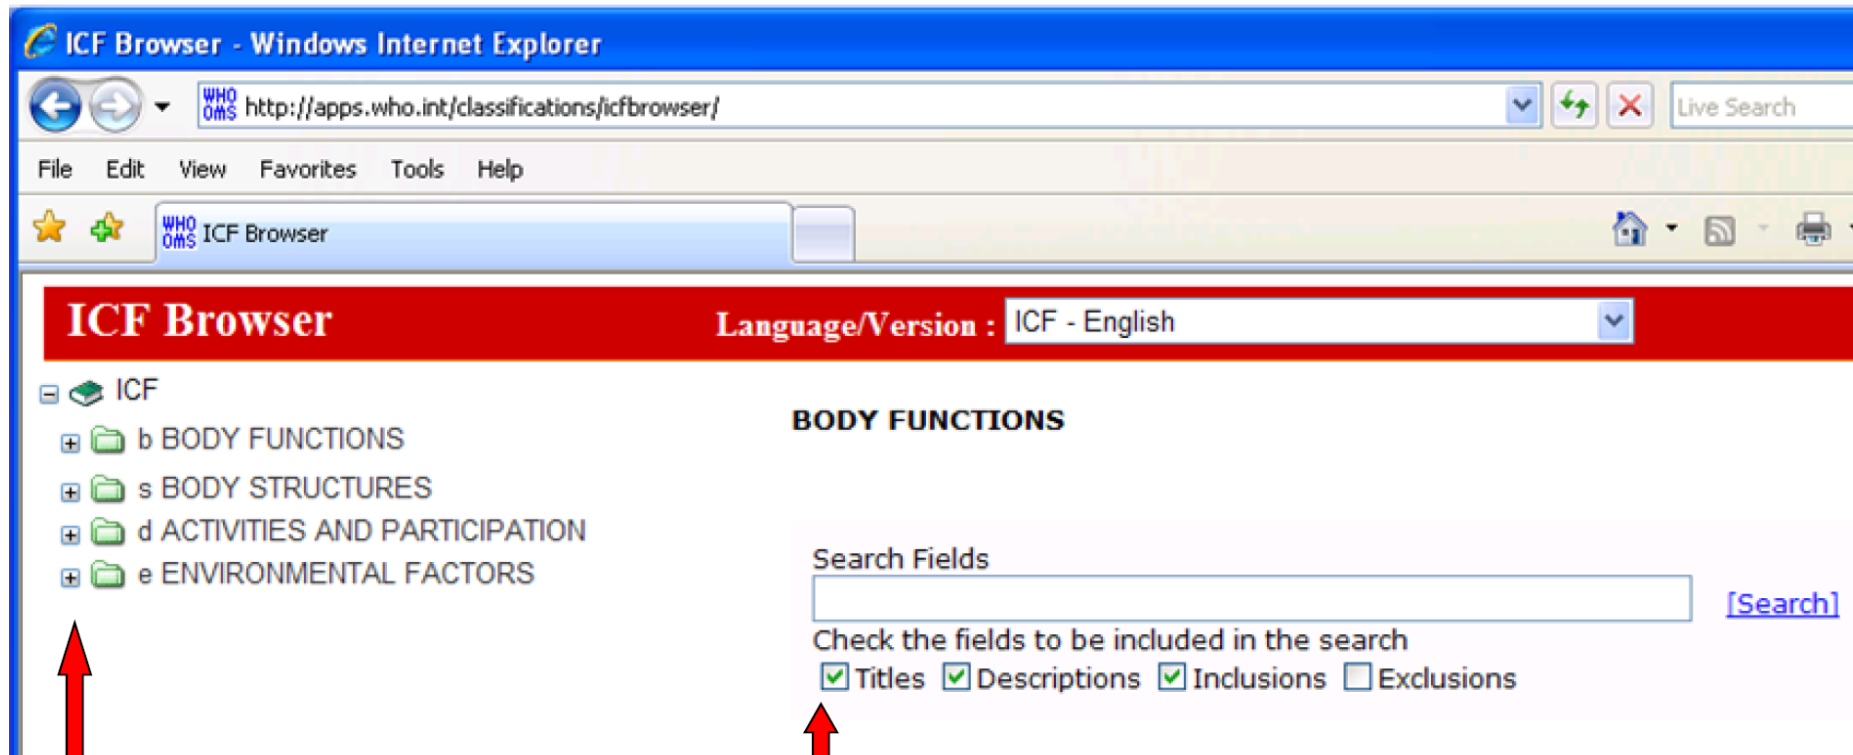 ICF Browser - Windows Internet Explorer
WHO OMS http://apps.who.int/classifications/icfbrowser/ Live Search
File Edit View Favorites Tools Help
WHO OMS ICF Browser
ICF Browser Language/Version : ICF - English
ICF
b BODY FUNCTIONS
s BODY STRUCTURES
d ACTIVITIES AND PARTICIPATION
e ENVIRONMENTAL FACTORS
BODY FUNCTIONS
Search Fields
[Search]
Check the fields to be included in the search
Titles Descriptions Inclusions Exclusions